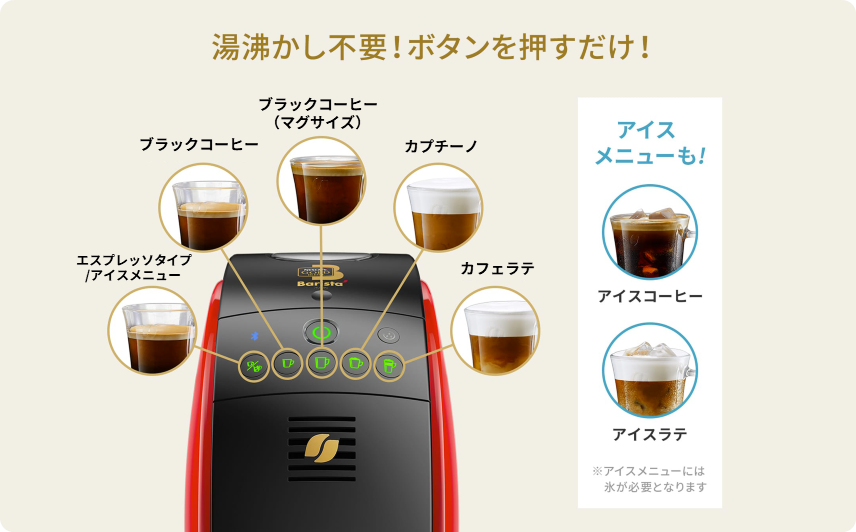 湯沸かし不要！ボタンを押すだけ！
ブラックコーヒー
（マグサイズ）
ブラックコーヒー
カプチーノ
エスプレッソタイプ
/アイスメニュー
カフェラテ
Barista
アイス
メニューも!
アイスコーヒー
アイスラテ
※アイスメニューには
氷が必要となります